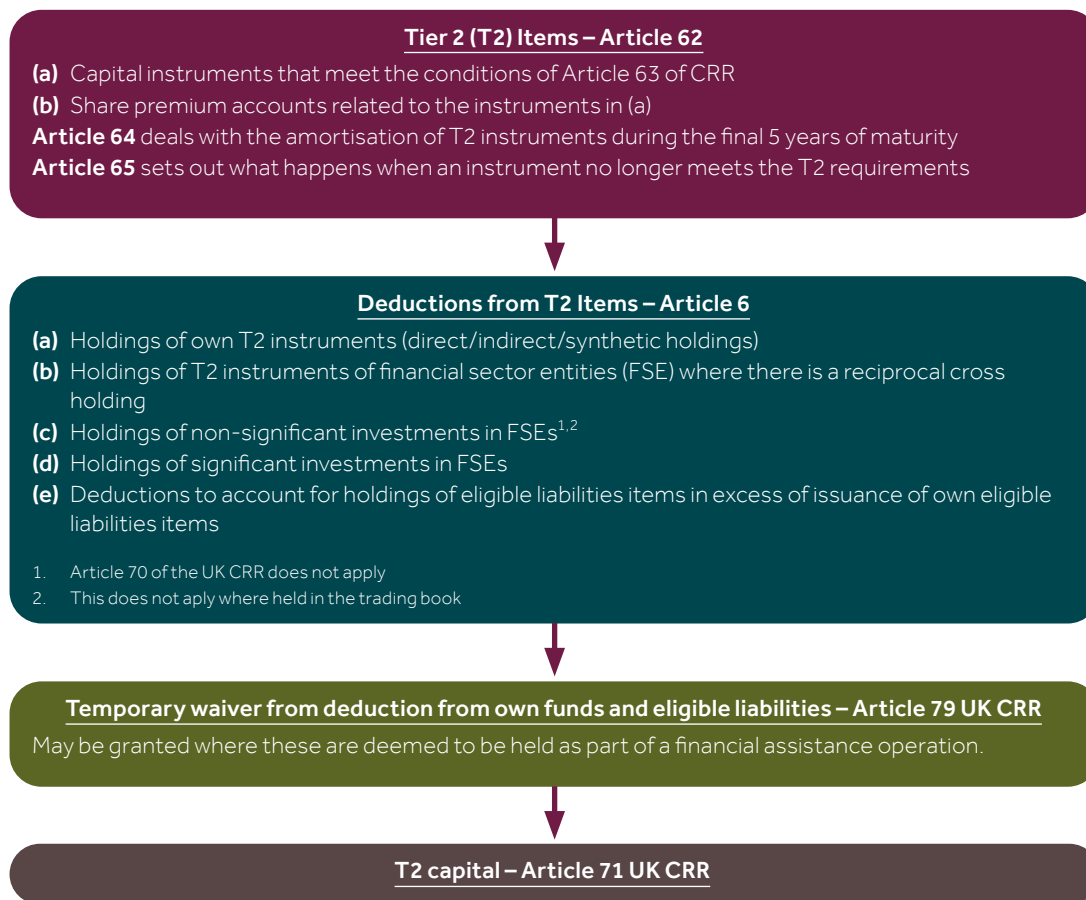 Tier 2 (T2) Items – Article 62
(a) Capital instruments that meet the conditions of Article 63 of CRR
(b) Share premium accounts related to the instruments in (a)
Article 64 deals with the amortisation of T2 instruments during the final 5 years of maturity
Article 65 sets out what happens when an instrument no longer meets the T2 requirements
Deductions from T2 Items – Article 6
(a) Holdings of own T2 instruments (direct/indirect/synthetic holdings)
(b) Holdings of T2 instruments of financial sector entities (FSE) where there is a reciprocal cross
holding
(c) Holdings of non-significant investments in FSEs1,2
(d) Holdings of significant investments in FSEs
(e) Deductions to account for holdings of eligible liabilities items in excess of issuance of own eligible
liabilities items
1. Article 70 of the UK CRR does not apply
2. This does not aply where held in the trading book
Temporary waiver from deduction from own funds and eligible liabilities – Article 79 UK CRR
May be granted where these are deemed to be held as part of a financial assistance operation.
T2 capital – Article 71 UK CRR